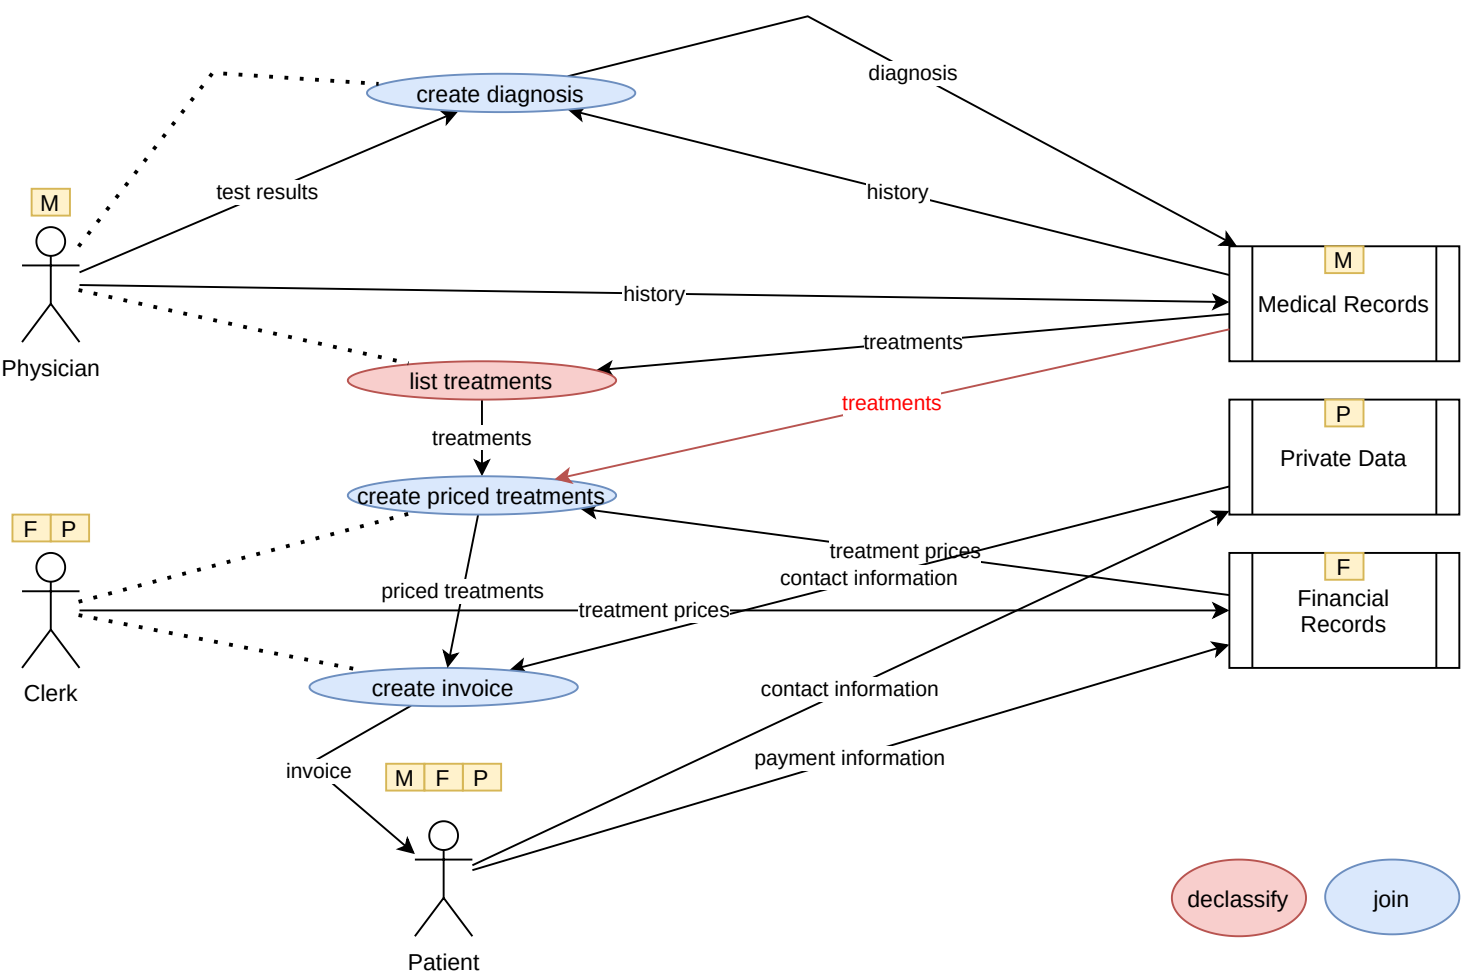 diagnosis
create diagnosis
test results
history
M
M
Medical Records
history
Physician
treatments
list treatments
treatments
treatments
P
Private Data
create priced treatments
F P
treatment prices
contact information
F
Financial
Records
priced treatments
treatment prices
Clerk
create invoice
contact information
payment information
invoice
M F P
declassify
join
Patient